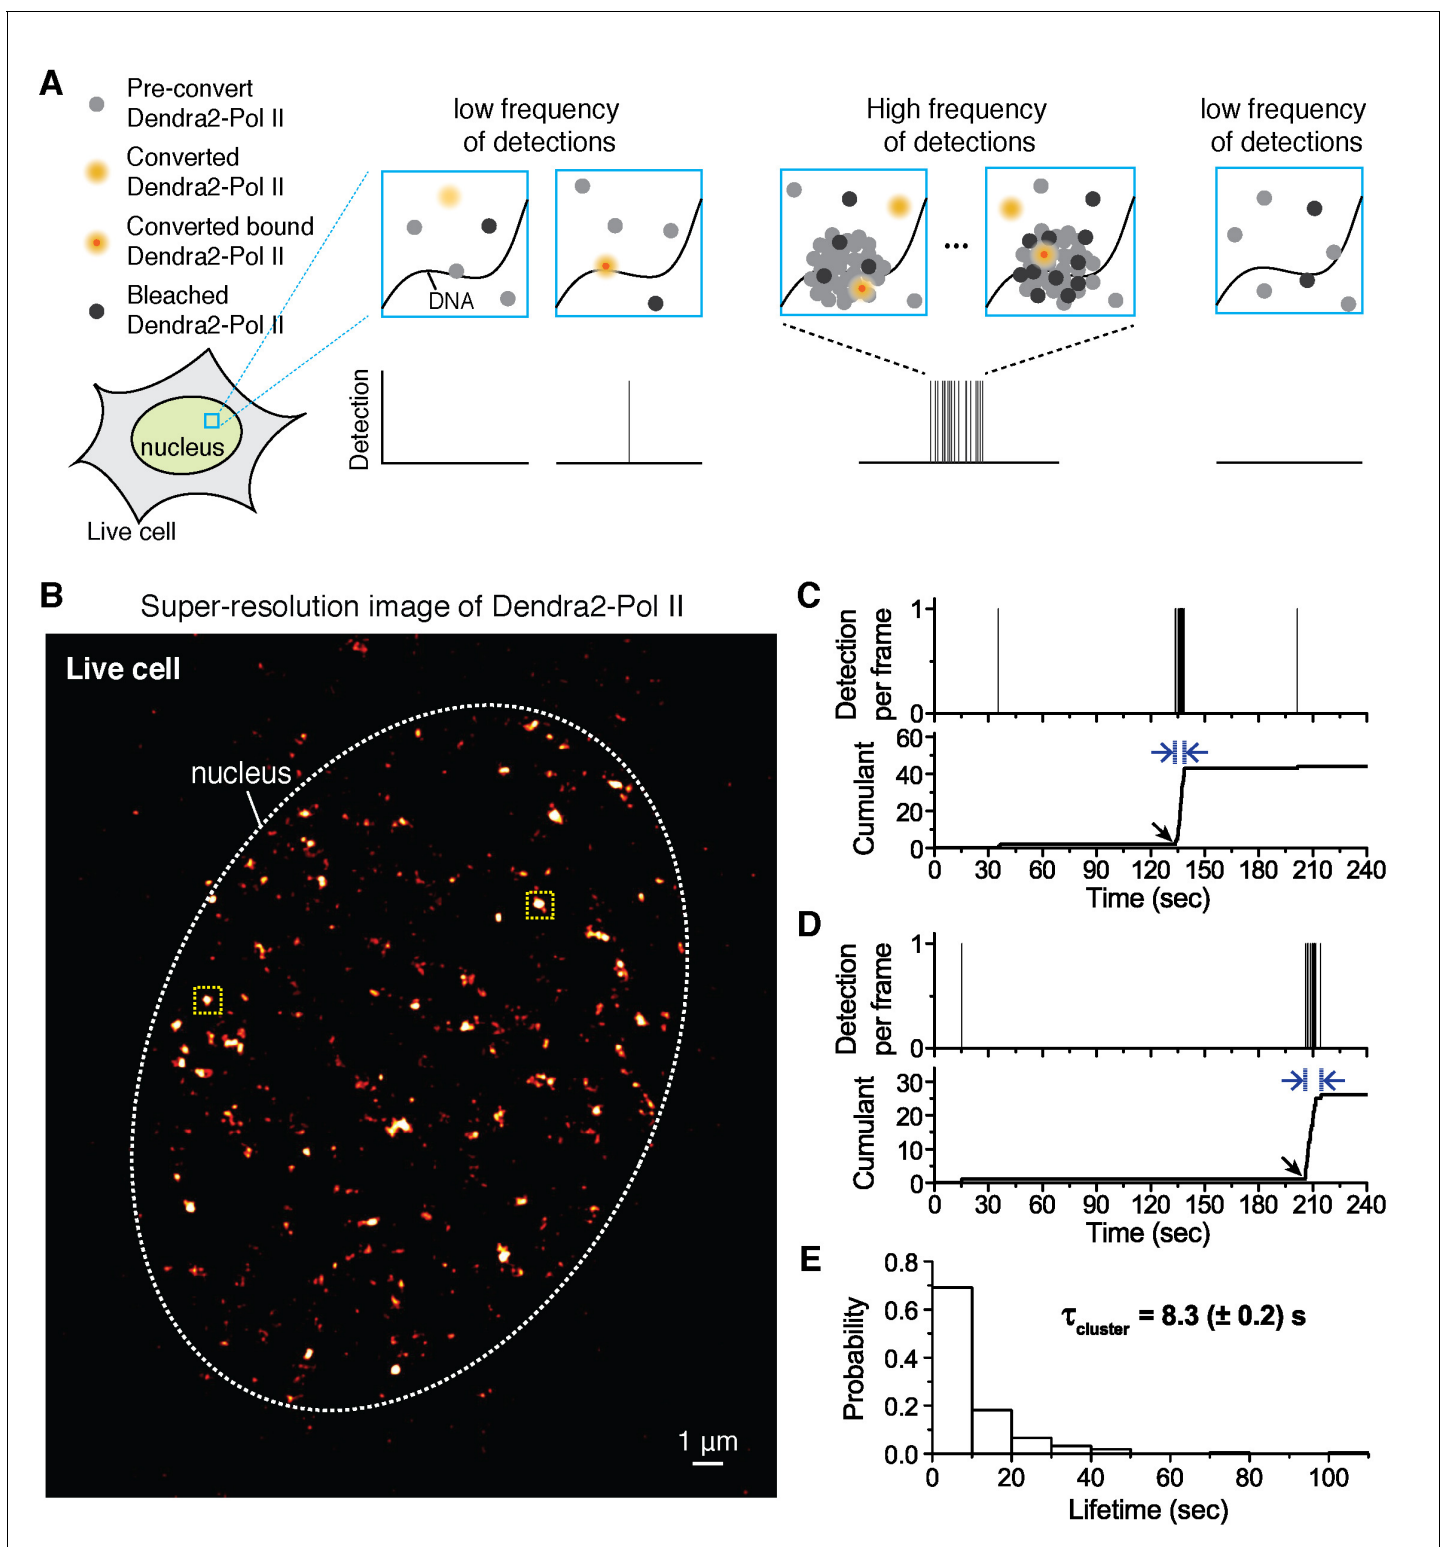 A
Pre-convert
Dendra2-Pol II
Converted
Dendra2-Pol II
Converted bound
Dendra2-Pol II
Bleached
Dendra2-Pol II
low frequency
of detections
High frequency
of detections
low frequency
of detections
DNA
...
Detection
nucleus
Live cell
B
Super-resolution image of Dendra2-Pol II
Live cell
nucleus
1 μm
C
Detection
per frame
1
0
Cumulant
60
40
20
0
0 30 60 90 120 150 180 210 240
Time (sec)
D
Detection
per frame
1
0
Cumulant
30
20
10
0
0 30 60 90 120 150 180 210 240
Time (sec)
E
Probability
0.8
0.6
0.4
0.2
0.0
τcluster = 8.3 (± 0.2) s
0 20 40 60 80 100
Lifetime (sec)